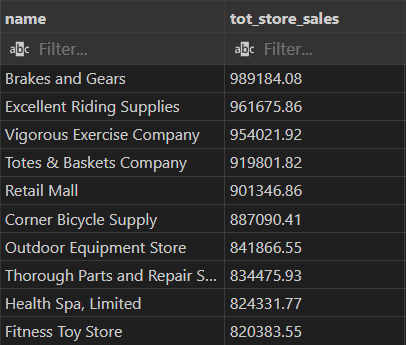 name tot_store_sales
abc Filter... abc Filter...
Brakes and Gears 989184.08
Excellent Riding Supplies 961675.86
Vigorous Exercise Company 954021.92
Totes & Baskets Company 919801.82
Retail Mall 901346.86
Corner Bicycle Supply 887090.41
Outdoor Equipment Store 841866.55
Thorough Parts and Repair S... 834475.93
Health Spa, Limited 824331.77
Fitness Toy Store 820383.55